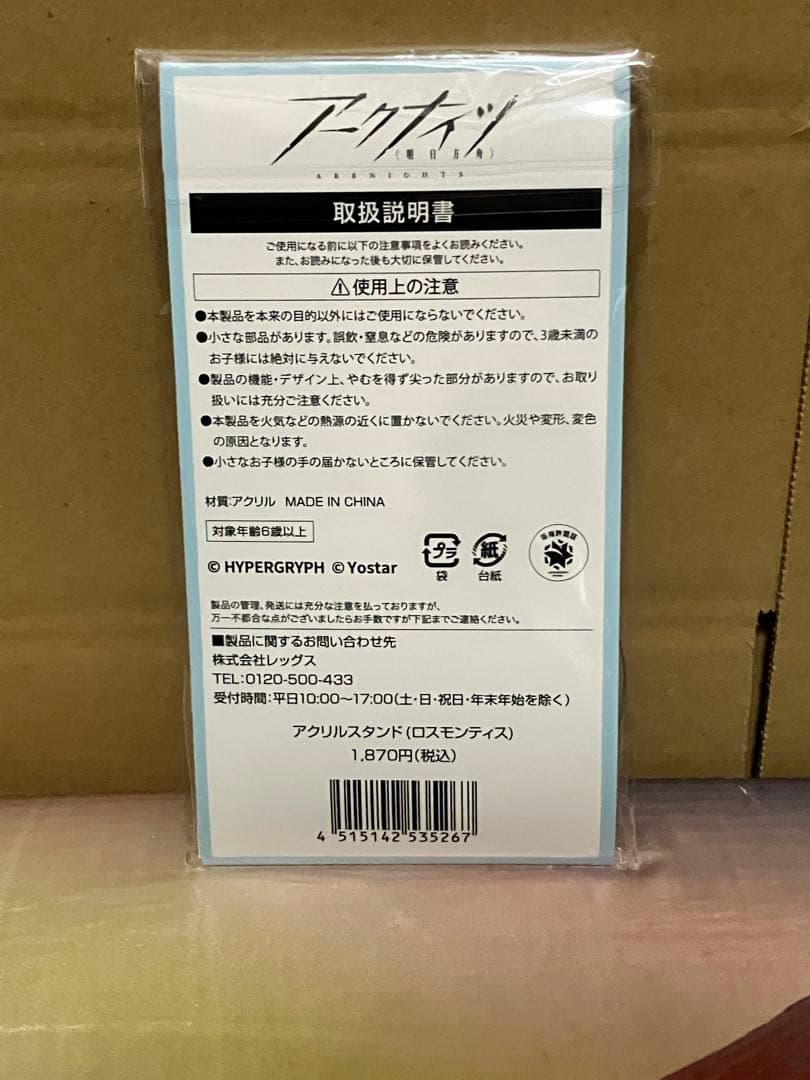 アークナイツ
〈明日方舟〉
ARKNIGHTS
取扱説明書
ご使用になる前に以下の注意事項をよくお読みください。
また、お読みになった後も大切に保管してください。
⚠使用上の注意
●本製品を本来の目的以外にはご使用にならないでください。
●小さな部品があります。誤飲・窒息などの危険がありますので、3歳未満の
お子様には絶対に与えないでください。
●製品の機能・デザイン上、やむを得ず尖った部分がありますので、お取り
扱いには充分ご注意ください。
●本製品を火気などの熱源の近くに置かないでください。火災や変形、変色
の原因となります。
●小さなお子様の手の届かないところに保管してください。
材質:アクリル MADE IN CHINA
対象年齢6歳以上
プラ
袋
紙
台紙
© HYPERGRYPH © Yostar
製品の管理、発送には充分な注意を払っておりますが、
万一不都合な点がございましたらお手数ですが下記までご連絡ください。
■製品に関するお問い合わせ先
株式会社レッグス
TEL:0120-500-433
受付時間:平日10:00〜17:00(土・日・祝日・年末年始を除く)
アクリルスタンド(ロスモンティス)
1,870円(税込)
4 515142 535267